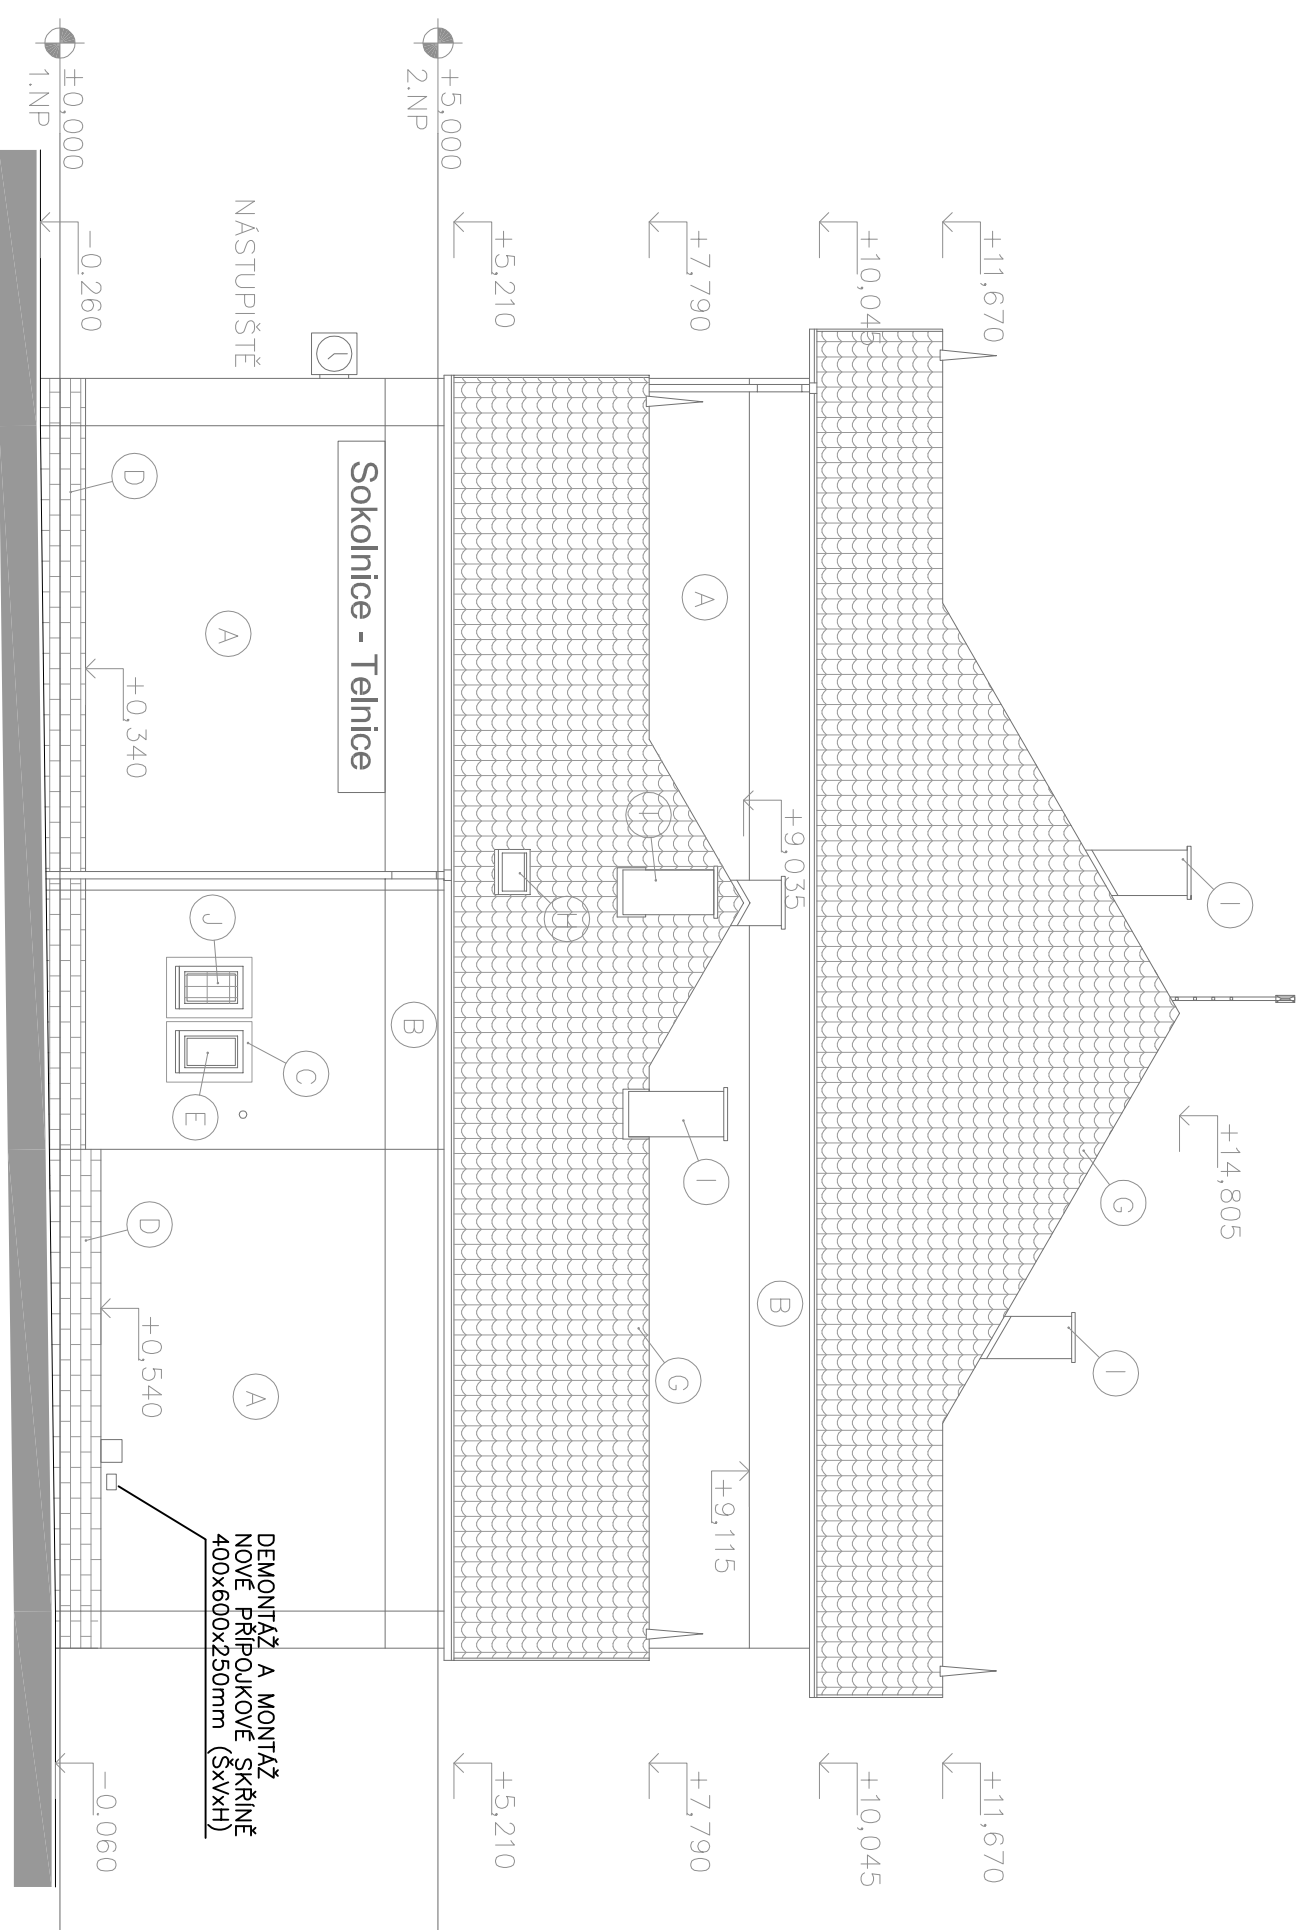 I
+14,805
G
I
+11,670
+11,670
+10,045
+10,045
+9,035
B
+9,115
A
+7,790
+7,790
I
G
I
H
+5,210
+5,210
+5,000
2.NP
B
Sokolnice - Telnice
C
NÁSTUPIŠTĚ
A
A
J
E
DEMONTÁŽ A MONTÁŽ
NOVÉ PŘÍPOJKOVÉ SKŘÍNĚ
400x600x250mm (ŠxVxH)
D
+0,540
D
+0,340
-0.260
-0.060
±0,000
1.NP